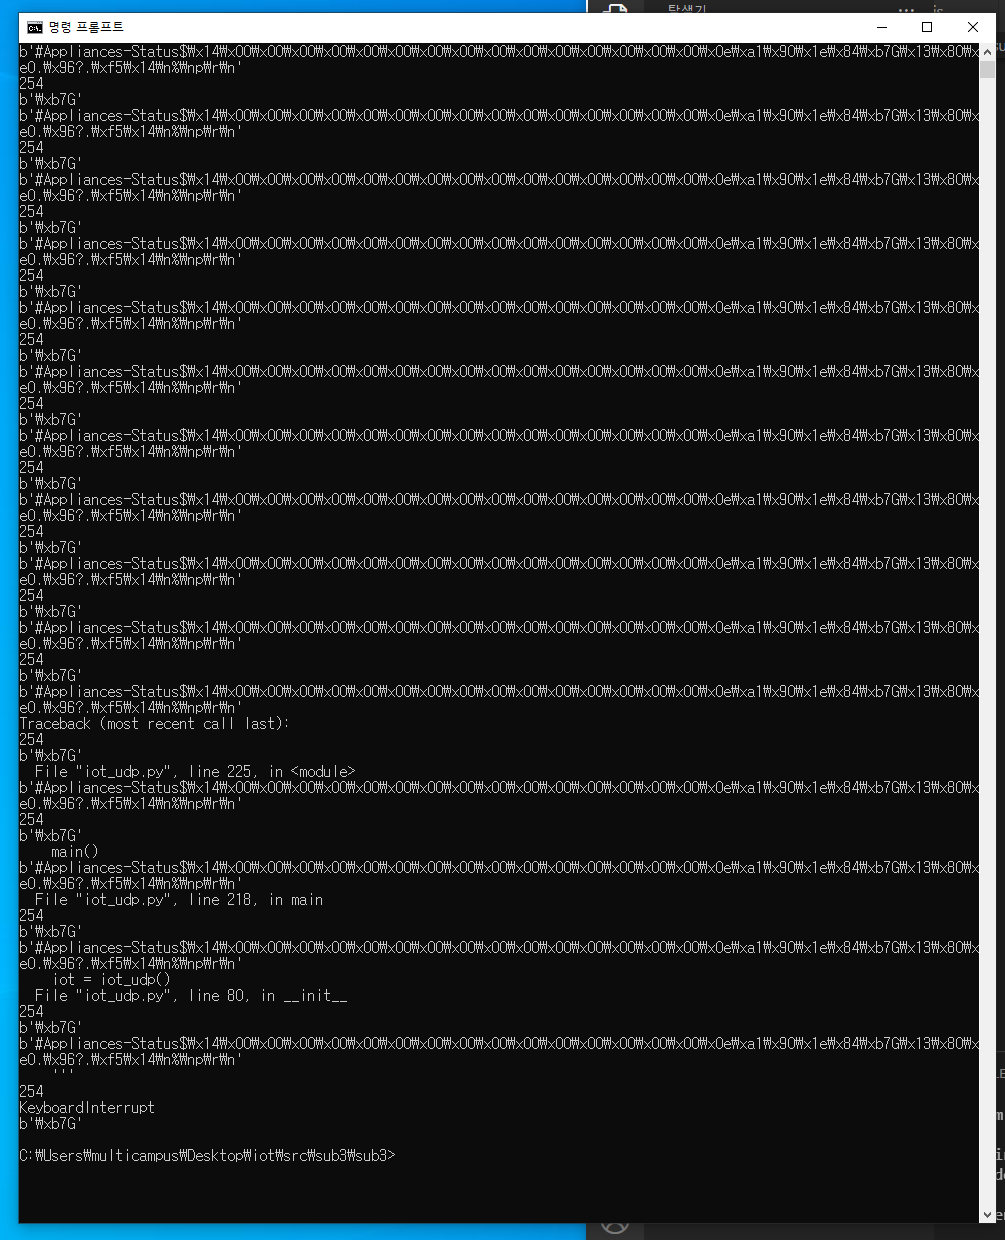 명령 프롬프트
b'#Appliances-Status$₩x14₩x00₩x00₩x00₩x00₩x00₩x00₩x00₩x00₩x00₩x00₩x00₩x00₩x00₩x00₩x00₩x0e₩xa1₩x90₩x1e₩x84₩xb7G₩x13₩x80₩x
e0.₩x96?.₩xf5₩x14₩n%₩np₩r₩n'
254
b'₩xb7G'
b'#Appliances-Status$₩x14₩x00₩x00₩x00₩x00₩x00₩x00₩x00₩x00₩x00₩x00₩x00₩x00₩x00₩x00₩x00₩x0e₩xa1₩x90₩x1e₩x84₩xb7G₩x13₩x80₩x
e0.₩x96?.₩xf5₩x14₩n%₩np₩r₩n'
254
b'₩xb7G'
b'#Appliances-Status$₩x14₩x00₩x00₩x00₩x00₩x00₩x00₩x00₩x00₩x00₩x00₩x00₩x00₩x00₩x00₩x00₩x0e₩xa1₩x90₩x1e₩x84₩xb7G₩x13₩x80₩x
e0.₩x96?.₩xf5₩x14₩n%₩np₩r₩n'
254
b'₩xb7G'
b'#Appliances-Status$₩x14₩x00₩x00₩x00₩x00₩x00₩x00₩x00₩x00₩x00₩x00₩x00₩x00₩x00₩x00₩x00₩x0e₩xa1₩x90₩x1e₩x84₩xb7G₩x13₩x80₩x
e0.₩x96?.₩xf5₩x14₩n%₩np₩r₩n'
254
b'₩xb7G'
b'#Appliances-Status$₩x14₩x00₩x00₩x00₩x00₩x00₩x00₩x00₩x00₩x00₩x00₩x00₩x00₩x00₩x00₩x00₩x0e₩xa1₩x90₩x1e₩x84₩xb7G₩x13₩x80₩x
e0.₩x96?.₩xf5₩x14₩n%₩np₩r₩n'
254
b'₩xb7G'
b'#Appliances-Status$₩x14₩x00₩x00₩x00₩x00₩x00₩x00₩x00₩x00₩x00₩x00₩x00₩x00₩x00₩x00₩x00₩x0e₩xa1₩x90₩x1e₩x84₩xb7G₩x13₩x80₩x
e0.₩x96?.₩xf5₩x14₩n%₩np₩r₩n'
254
b'₩xb7G'
b'#Appliances-Status$₩x14₩x00₩x00₩x00₩x00₩x00₩x00₩x00₩x00₩x00₩x00₩x00₩x00₩x00₩x00₩x00₩x0e₩xa1₩x90₩x1e₩x84₩xb7G₩x13₩x80₩x
e0.₩x96?.₩xf5₩x14₩n%₩np₩r₩n'
254
b'₩xb7G'
b'#Appliances-Status$₩x14₩x00₩x00₩x00₩x00₩x00₩x00₩x00₩x00₩x00₩x00₩x00₩x00₩x00₩x00₩x00₩x0e₩xa1₩x90₩x1e₩x84₩xb7G₩x13₩x80₩x
e0.₩x96?.₩xf5₩x14₩n%₩np₩r₩n'
254
b'₩xb7G'
b'#Appliances-Status$₩x14₩x00₩x00₩x00₩x00₩x00₩x00₩x00₩x00₩x00₩x00₩x00₩x00₩x00₩x00₩x00₩x0e₩xa1₩x90₩x1e₩x84₩xb7G₩x13₩x80₩x
e0.₩x96?.₩xf5₩x14₩n%₩np₩r₩n'
254
b'₩xb7G'
b'#Appliances-Status$₩x14₩x00₩x00₩x00₩x00₩x00₩x00₩x00₩x00₩x00₩x00₩x00₩x00₩x00₩x00₩x00₩x0e₩xa1₩x90₩x1e₩x84₩xb7G₩x13₩x80₩x
e0.₩x96?.₩xf5₩x14₩n%₩np₩r₩n'
254
b'₩xb7G'
b'#Appliances-Status$₩x14₩x00₩x00₩x00₩x00₩x00₩x00₩x00₩x00₩x00₩x00₩x00₩x00₩x00₩x00₩x00₩x0e₩xa1₩x90₩x1e₩x84₩xb7G₩x13₩x80₩x
e0.₩x96?.₩xf5₩x14₩n%₩np₩r₩n'
Traceback (most recent call last):
254
b'₩xb7G'
  File "iot_udp.py", line 225, in <module>
b'#Appliances-Status$₩x14₩x00₩x00₩x00₩x00₩x00₩x00₩x00₩x00₩x00₩x00₩x00₩x00₩x00₩x00₩x00₩x0e₩xa1₩x90₩x1e₩x84₩xb7G₩x13₩x80₩x
e0.₩x96?.₩xf5₩x14₩n%₩np₩r₩n'
254
b'₩xb7G'
    main()
b'#Appliances-Status$₩x14₩x00₩x00₩x00₩x00₩x00₩x00₩x00₩x00₩x00₩x00₩x00₩x00₩x00₩x00₩x00₩x0e₩xa1₩x90₩x1e₩x84₩xb7G₩x13₩x80₩x
e0.₩x96?.₩xf5₩x14₩n%₩np₩r₩n'
  File "iot_udp.py", line 218, in main
254
b'₩xb7G'
b'#Appliances-Status$₩x14₩x00₩x00₩x00₩x00₩x00₩x00₩x00₩x00₩x00₩x00₩x00₩x00₩x00₩x00₩x00₩x0e₩xa1₩x90₩x1e₩x84₩xb7G₩x13₩x80₩x
e0.₩x96?.₩xf5₩x14₩n%₩np₩r₩n'
    iot = iot_udp()
  File "iot_udp.py", line 80, in __init__
254
b'₩xb7G'
b'#Appliances-Status$₩x14₩x00₩x00₩x00₩x00₩x00₩x00₩x00₩x00₩x00₩x00₩x00₩x00₩x00₩x00₩x00₩x0e₩xa1₩x90₩x1e₩x84₩xb7G₩x13₩x80₩x
e0.₩x96?.₩xf5₩x14₩n%₩np₩r₩n'
    '''
254
KeyboardInterrupt
b'₩xb7G'
C:₩Users₩multicampus₩Desktop₩iot₩src₩sub3₩sub3>